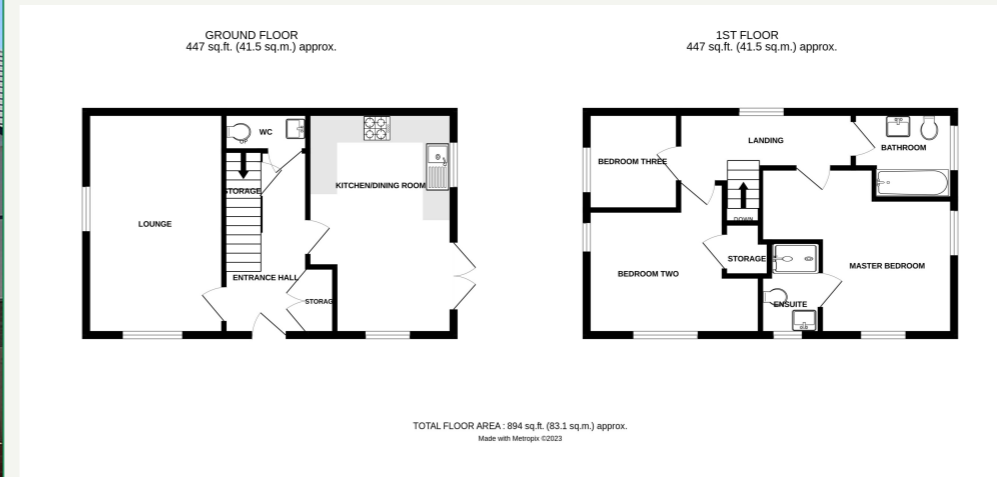 GROUND FLOOR
447 sq.ft. (41.5 sq.m.) approx.
1ST FLOOR
447 sq.ft. (41.5 sq.m.) approx.
WC
STORAGE
KITCHEN/DINING ROOM
LOUNGE
ENTRANCE HALL
STORAG
LANDING
BATHROOM
BEDROOM THREE
DOWN
STORAGE
MASTER BEDROOM
BEDROOM TWO
ENSUITE
TOTAL FLOOR AREA : 894 sq.ft. (83.1 sq.m.) approx.
Made with Metropix ©2023